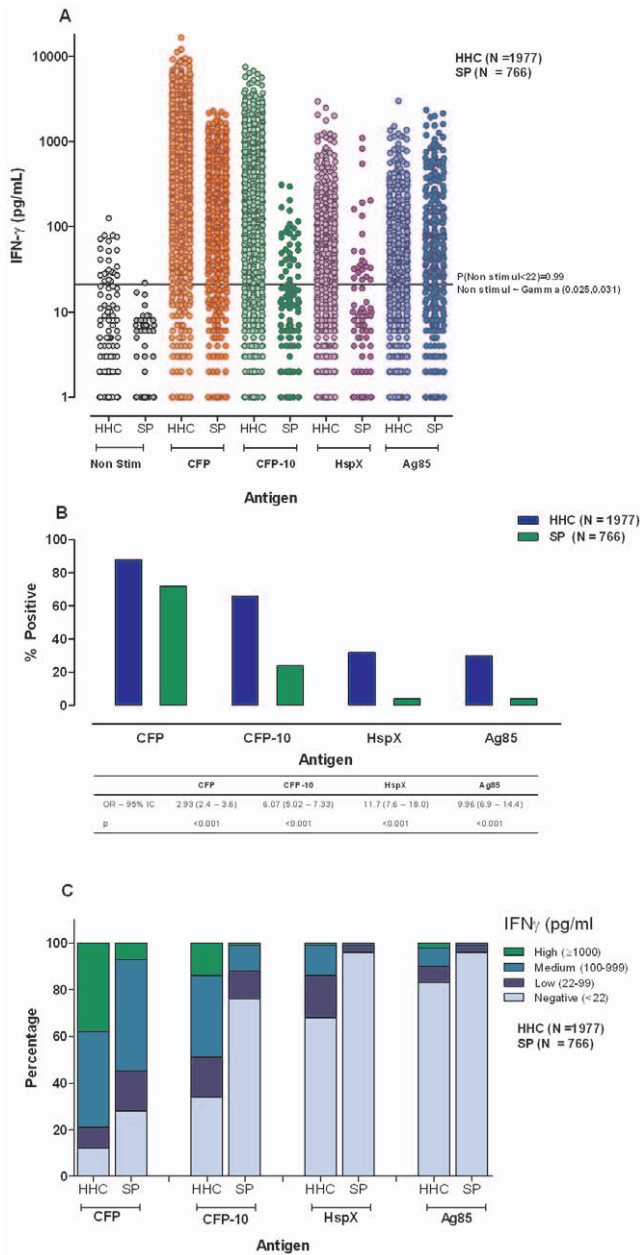 A
10000
1000
100
10
1
IFN-γ (pg/mL)
HHC (N =1977)
SP (N = 766)
P(Non stimul<22)=0.99
Non stimul ~ Gamma (0.025,0.031)
HHC SP HHC SP HHC SP HHC SP HHC SP
Non Stim CFP CFP-10 HspX Ag85
Antigen
B
HHC (N = 1977)
SP (N = 766)
100
80
60
40
20
0
% Positive
CFP CFP-10 HspX Ag85
Antigen
CFP CFP-10 HspX Ag85
OR – 95% IC 2.93 (2.4 – 3.6) 6.07 (5.02 – 7.33) 11.7 (7.6 – 18.0) 9.96 (6.9 – 14.4)
p <0.001 <0.001 <0.001 <0.001
C
IFNγ (pg/ml
High (≥1000)
Medium (100-999)
Low (22-99)
Negative (<22)
HHC (N =1977)
SP (N = 766)
100
80
60
40
20
0
Percentage
HHC SP HHC SP HHC SP HHC SP
CFP CFP-10 HspX Ag85
Antigen